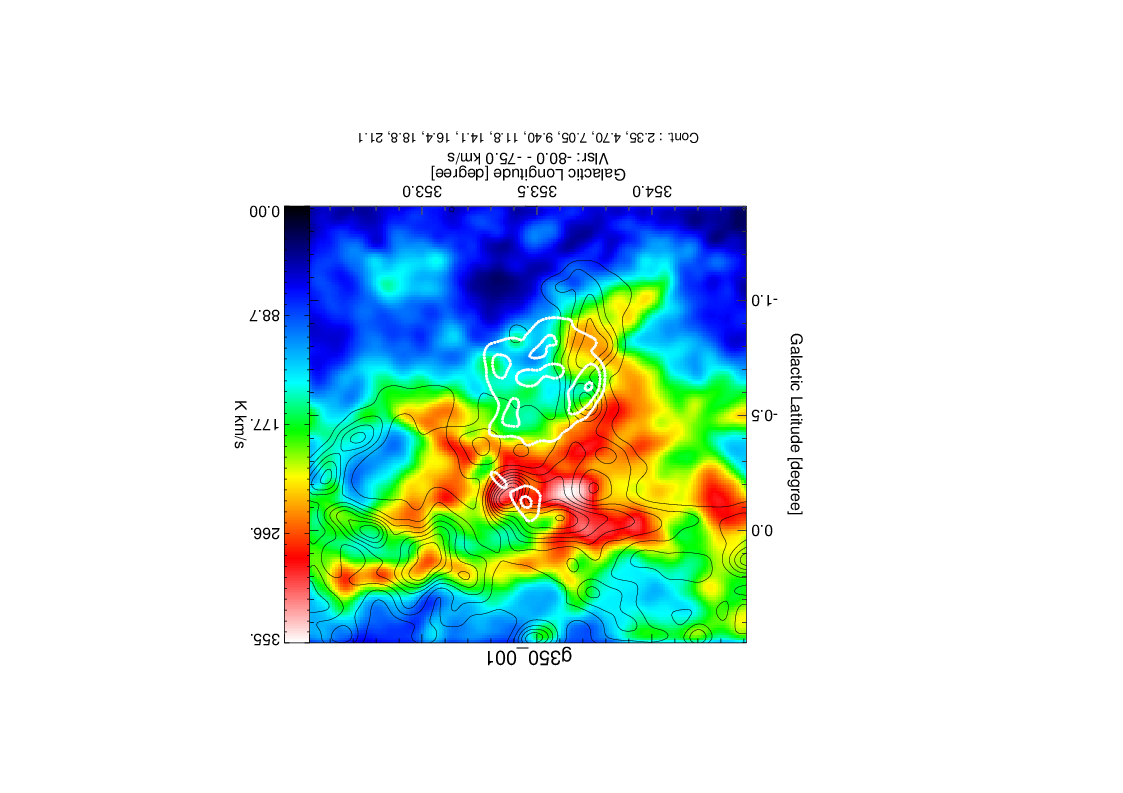 g350_001
Galactic Latitude [degree]
0.0
-0.5
-1.0
354.0
353.5
353.0
Galactic Longitude [degree]
Vlsr: -80.0 - -75.0 km/s
Cont.: 2.35, 4.70, 7.05, 9.40, 11.8, 14.1, 16.4, 18.8, 21.1
355.
266.
177.
88.7
0.00
K km/s